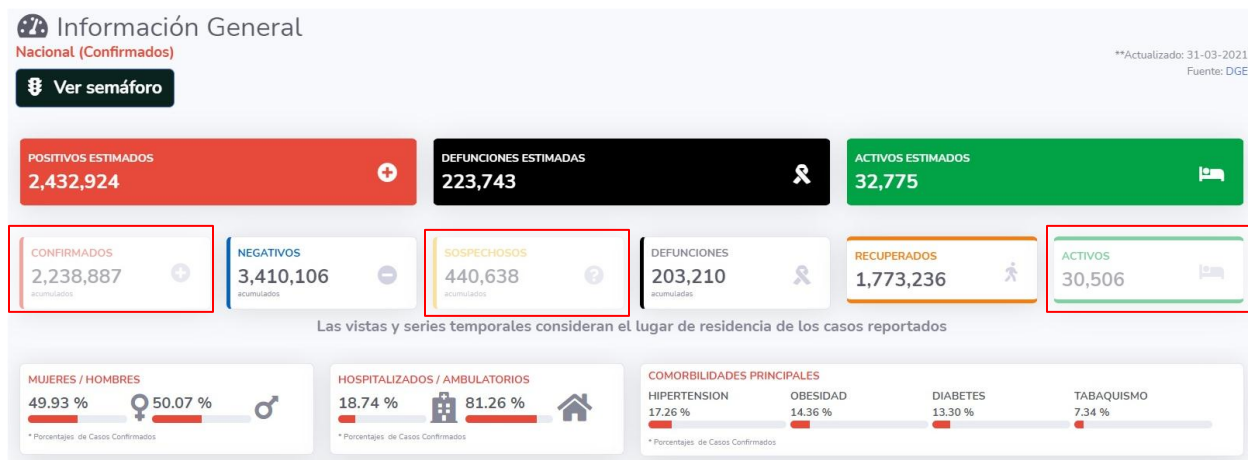 Información General
Nacional (Confirmados)
**Actualizado: 31-03-2021
Fuente: DGE
Ver semáforo
POSITIVOS ESTIMADOS
2,432,924
DEFUNCIONES ESTIMADAS
223,743
ACTIVOS ESTIMADOS
32,775
CONFIRMADOS
2,238,887
acumulados
NEGATIVOS
3,410,106
acumulados
SOSPECHOSOS
440,638
acumulados
DEFUNCIONES
203,210
acumuladas
RECUPERADOS
1,773,236
ACTIVOS
30,506
Las vistas y series temporales consideran el lugar de residencia de los casos reportados
MUJERES / HOMBRES
49.93 % 50.07 %
* Porcentajes de Casos Confirmados
HOSPITALIZADOS / AMBULATORIOS
18.74 % 81.26 %
* Porcentajes de Casos Confirmados
COMORBILIDADES PRINCIPALES
HIPERTENSION OBESIDAD DIABETES TABAQUISMO
17.26 % 14.36 % 13.30 % 7.34 %
* Porcentajes de Casos Confirmados